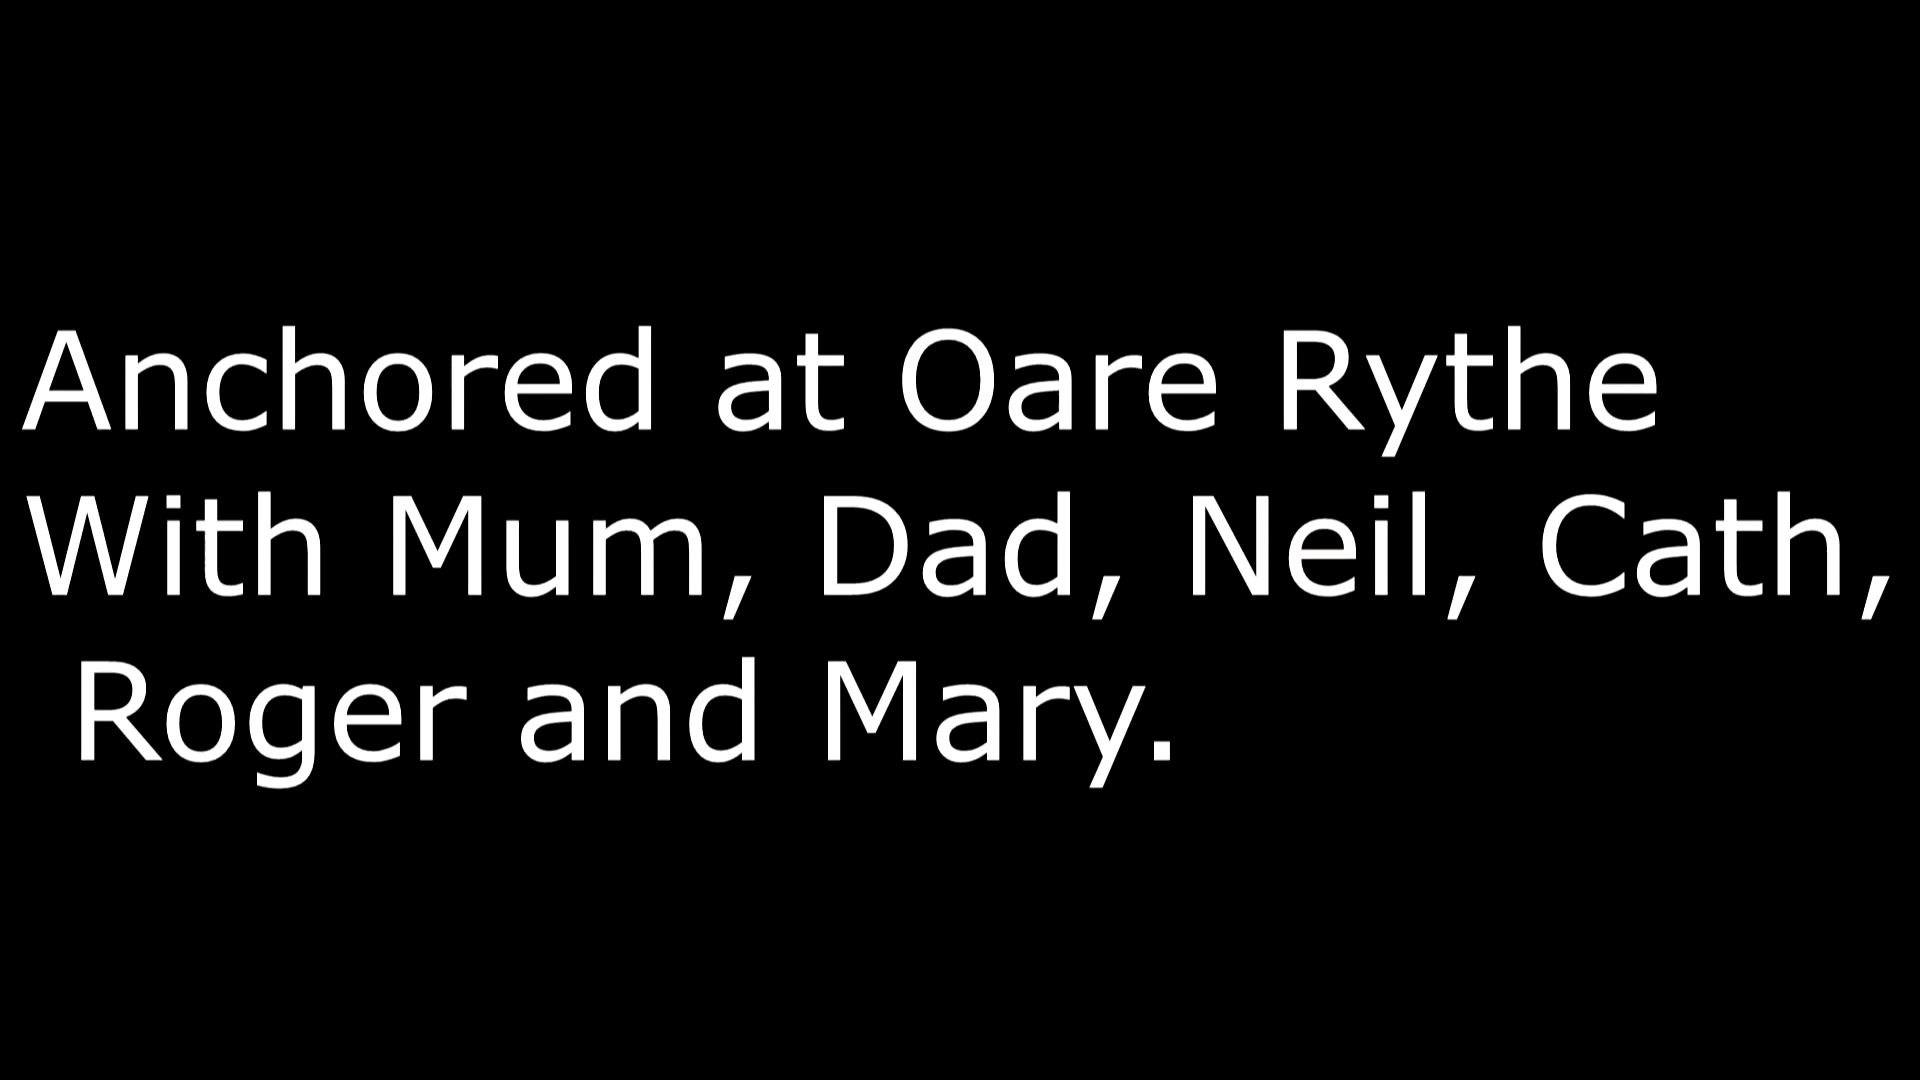 Anchored at Oare Rythe
With Mum, Dad, Neil, Cath,
Roger and Mary.